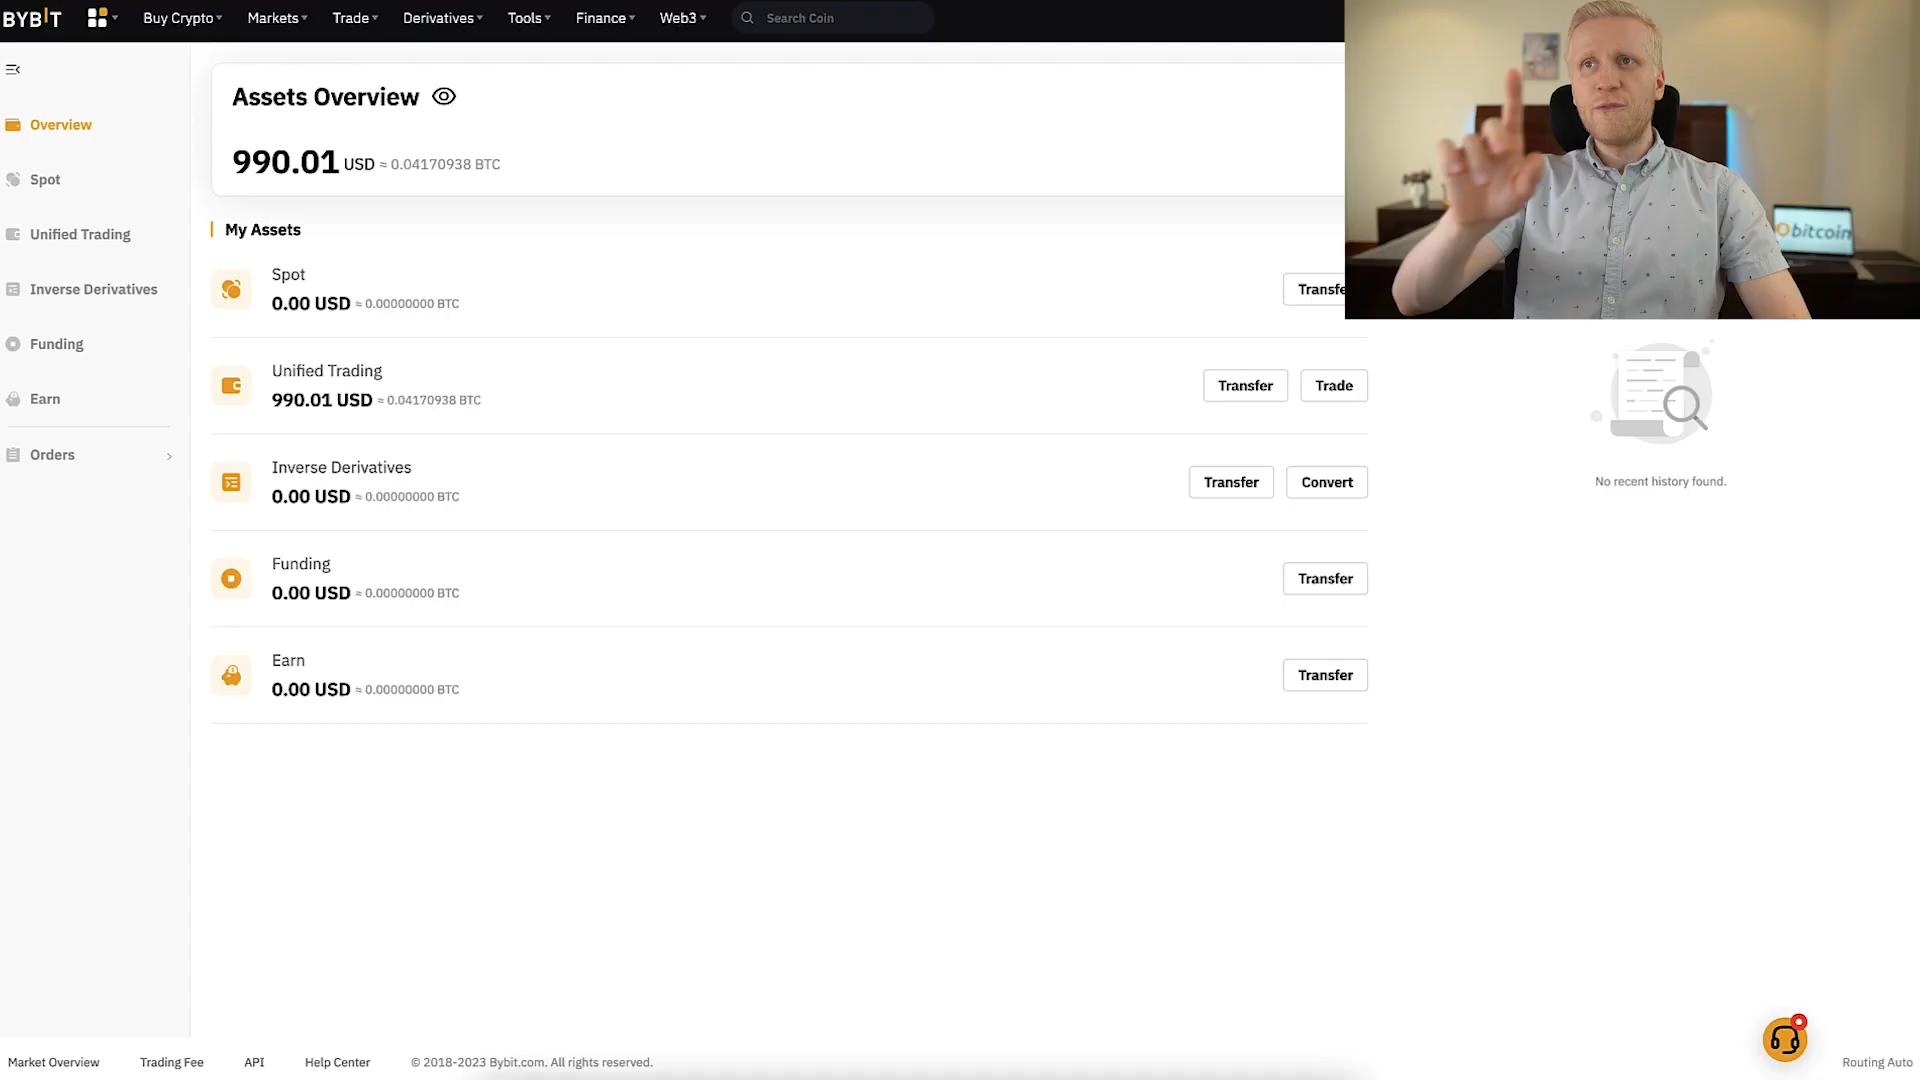 BYBIT
Buy Crypto
Markets
Trade
Derivatives
Tools
Finance
Web3
Search Coin
Overview
Spot
Unified Trading
Inverse Derivatives
Funding
Earn
Orders
Assets Overview
990.01 USD ≈ 0.04170938 BTC
My Assets
Spot
0.00 USD ≈ 0.00000000 BTC
Transfe
Unified Trading
990.01 USD ≈ 0.04170938 BTC
Transfer
Trade
Inverse Derivatives
0.00 USD ≈ 0.00000000 BTC
Transfer
Convert
Funding
0.00 USD ≈ 0.00000000 BTC
Transfer
Earn
0.00 USD ≈ 0.00000000 BTC
Transfer
bitcoin
No recent history found.
Market Overview
Trading Fee
API
Help Center
© 2018-2023 Bybit.com. All rights reserved.
Routing Auto